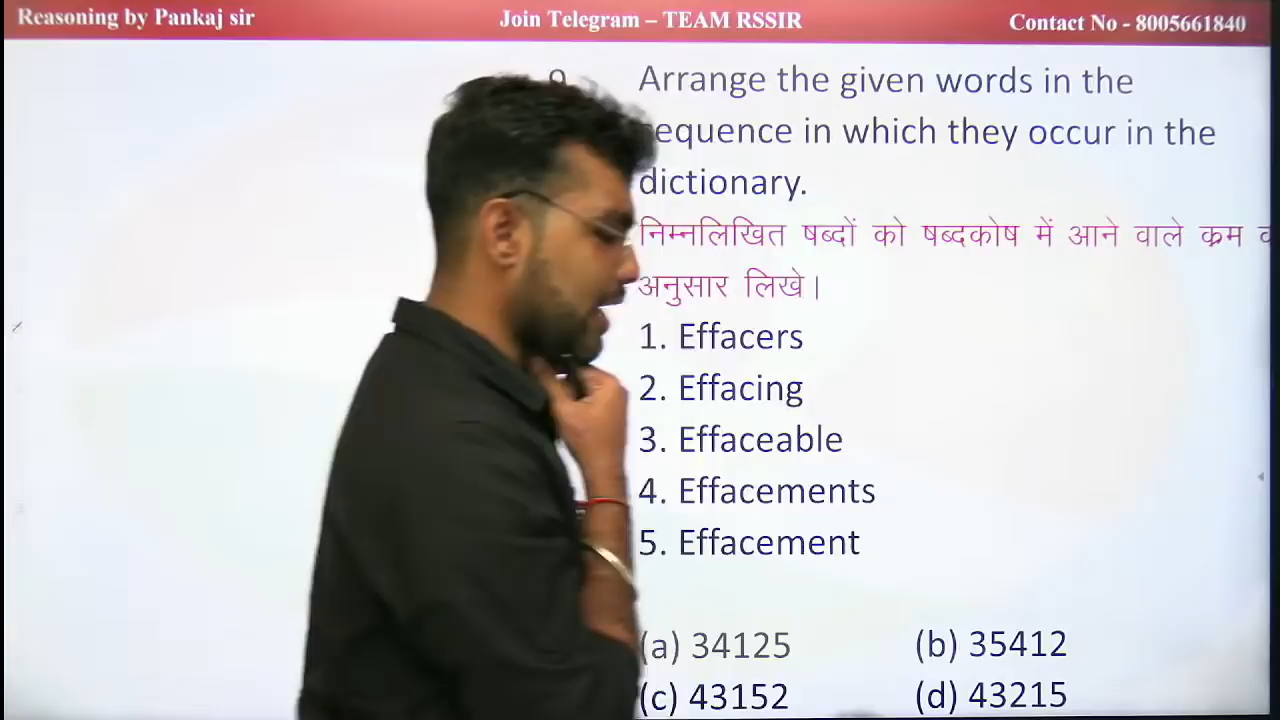 Reasoning by Pankaj sir
Join Telegram – TEAM RSSIR
Contact No - 8005661840
Arrange the given words in the
sequence in which they occur in the
dictionary.
निम्नलिखित षब्दों को षब्दकोष में आने वाले क्रम
अनुसार लिखे।
1. Effacers
2. Effacing
3. Effaceable
4. Effacements
5. Effacement
(a) 34125
(b) 35412
(c) 43152
(d) 43215